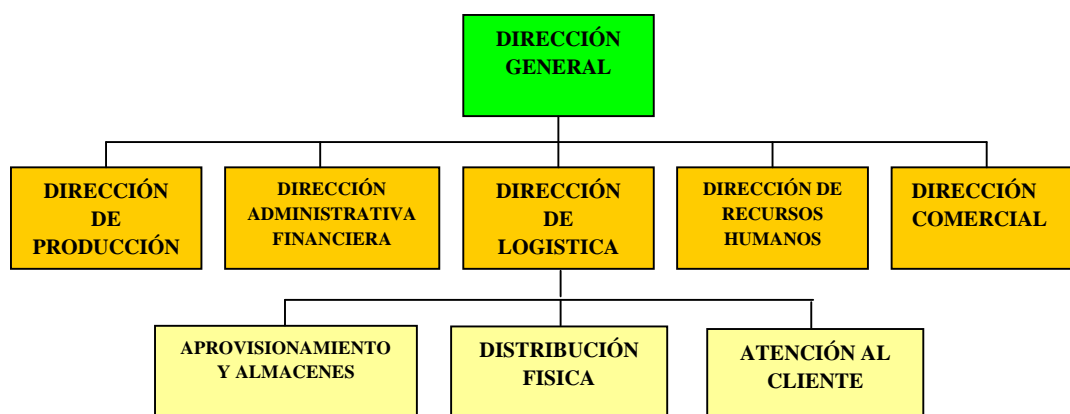 DIRECCIÓN
GENERAL
DIRECCIÓN
DE
PRODUCCIÓN
DIRECCIÓN
ADMINISTRATIVA
FINANCIERA
DIRECCIÓN
DE
LOGISTICA
DIRECCIÓN DE
RECURSOS
HUMANOS
DIRECCIÓN
COMERCIAL
APROVISIONAMIENTO
Y ALMACENES
DISTRIBUCIÓN
FISICA
ATENCIÓN AL
CLIENTE